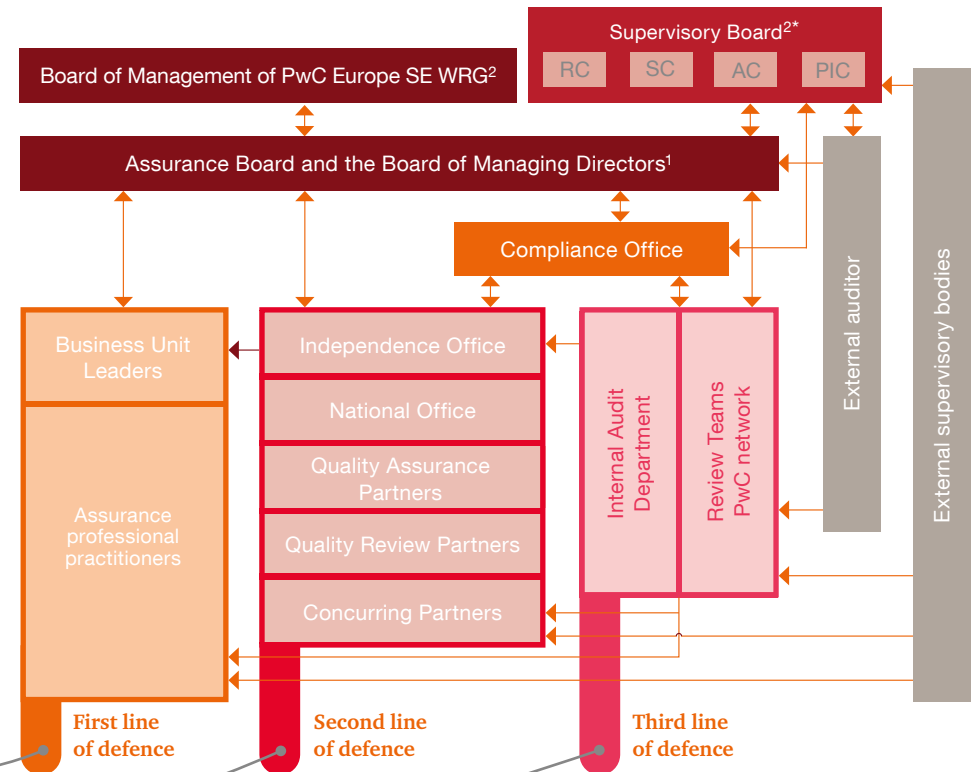 Supervisory Board2*
RC SC AC PIC
Board of Management of PwC Europe SE WRG2
Assurance Board and the Board of Managing Directors1
Compliance Office
Business Unit
Leaders
Assurance
professional
practitioners
Independence Office
National Office
Quality Assurance
Partners
Quality Review Partners
Concurring Partners
Internal Audit
Department
Review Teams
PwC network
External auditor
External supervisory bodies
First line
of defence
Second line
of defence
Third line
of defence